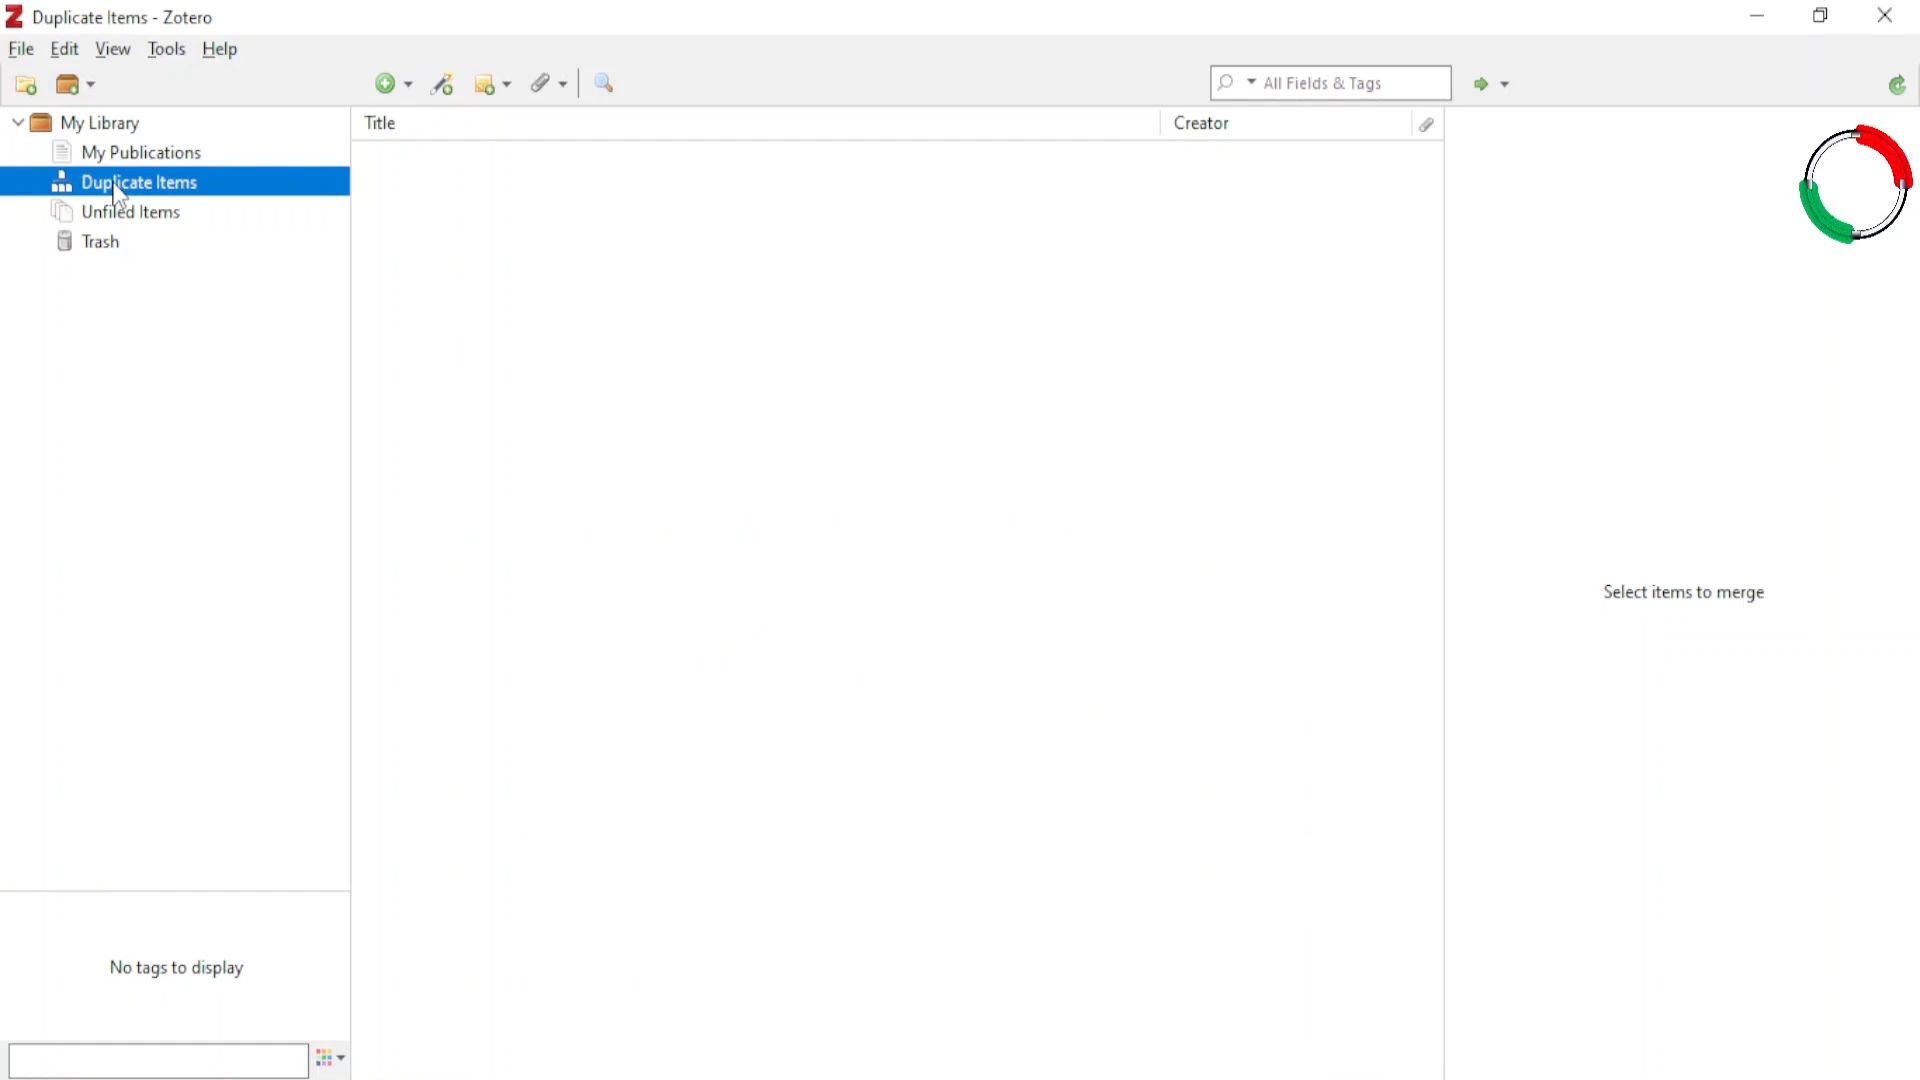 Duplicate Items - Zotero
File Edit View Tools Help
All Fields & Tags
My Library
Title Creator
My Publications
Duplicate Items
Unfiled Items
Trash
Select items to merge
No tags to display